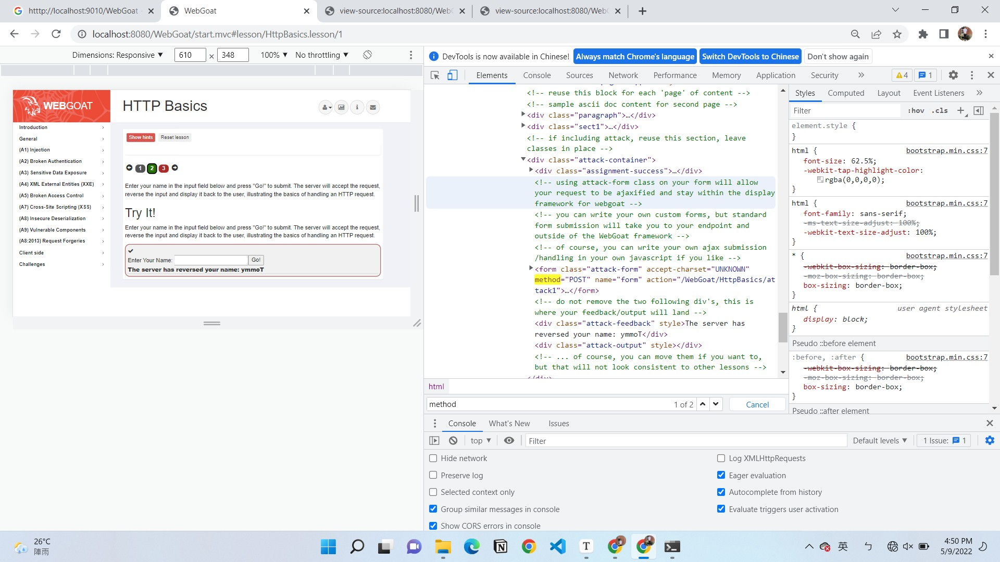 htttp://localhost:9010/WebGoat
WebGoat
view-source:localhost:8080/WebG
view-source:localhost:8080/WebG
localhost:8080/WebGoat/start.mvc#lesson/HttpBasics.lesson/1
Dimensions: Responsive ▼ 610 × 348 100% ▼ No throttling ▼
WEBGOAT
HTTP Basics
Introduction
General
(A1) Injection
(A2) Broken Authentication
(A3) Sensitive Data Exposure
(A4) XML External Entities (XXE)
(A5) Broken Access Control
(A7) Cross-Site Scripting (XSS)
(A8) Insecure Deserialization
(A9) Vulnerable Components
(A8:2013) Request Forgeries
Client side
Challenges
Show hints Reset lesson
1 2 3
Enter your name in the input field below and press "Go!" to submit. The server will accept the request,
reverse the input and display it back to the user, illustrating the basics of handling an HTTP request.
Try It!
Enter your name in the input field below and press "Go!" to submit. The server will accept the request,
reverse the input and display it back to the user, illustrating the basics of handling an HTTP request.
Enter Your Name: Go!
The server has reversed your name: ymmoT
DevTools is now available in Chinese! Always match Chrome's language Switch DevTools to Chinese Don't show again
Elements Console Sources Network Performance Memory Application Security » 4 1
<!-- reuse this block for each 'page' of content -->
<!-- sample ascii doc content for second page -->
<div class="paragraph">…</div>
<div class="sect1">…</div>
<!-- if including attack, reuse this section, leave
classes in place -->
<div class="attack-container">
<div class="assignment-success">…</div>
<!-- using attack-form class on your form will allow
your request to be ajaxified and stay within the display
framework for webgoat -->
<!-- you can write your own custom forms, but standard
form submission will take you to your endpoint and
outside of the WebGoat framework -->
<!-- of course, you can write your own ajax submission
/handling in your own javascript if you like -->
<form class="attack-form" accept-charset="UNKNOWN"
method="POST" name="form" action="/WebGoat/HttpBasics/at
tack1">…</form>
<!-- do not remove the two following div's, this is
where your feedback/output will land -->
<div class="attack-feedback" style>The server has
reversed your name: ymmoT</div>
<div class="attack-output" style></div>
<!-- ... of course, you can move them if you want to,
but that will not look consistent to other lessons -->
</div>
html
method 1 of 2 Cancel
Styles Computed Layout Event Listeners »
Filter :hov .cls +
element.style {
}
html { bootstrap.min.css:7
font-size: 62.5%;
-webkit-tap-highlight-color:
rgba(0,0,0,0);
}
html { bootstrap.min.css:7
font-family: sans-serif;
-ms-text-size-adjust: 100%;
-webkit-text-size-adjust: 100%;
}
* { bootstrap.min.css:7
-webkit-box-sizing: border-box;
-moz-box-sizing: border-box;
box-sizing: border-box;
}
html { user agent stylesheet
display: block;
}
Pseudo ::before element
:before, :after { bootstrap.min.css:7
-webkit-box-sizing: border-box;
-moz-box-sizing: border-box;
box-sizing: border-box;
}
Pseudo ::after element
Console What's New Issues
top ▼ Filter Default levels ▼ 1 Issue: 1
Hide network
Log XMLHttpRequests
Preserve log
Eager evaluation
Selected context only
Autocomplete from history
Group similar messages in console
Evaluate triggers user activation
Show CORS errors in console
26°C
陣雨
英
ㄅ
4:50 PM
5/9/2022